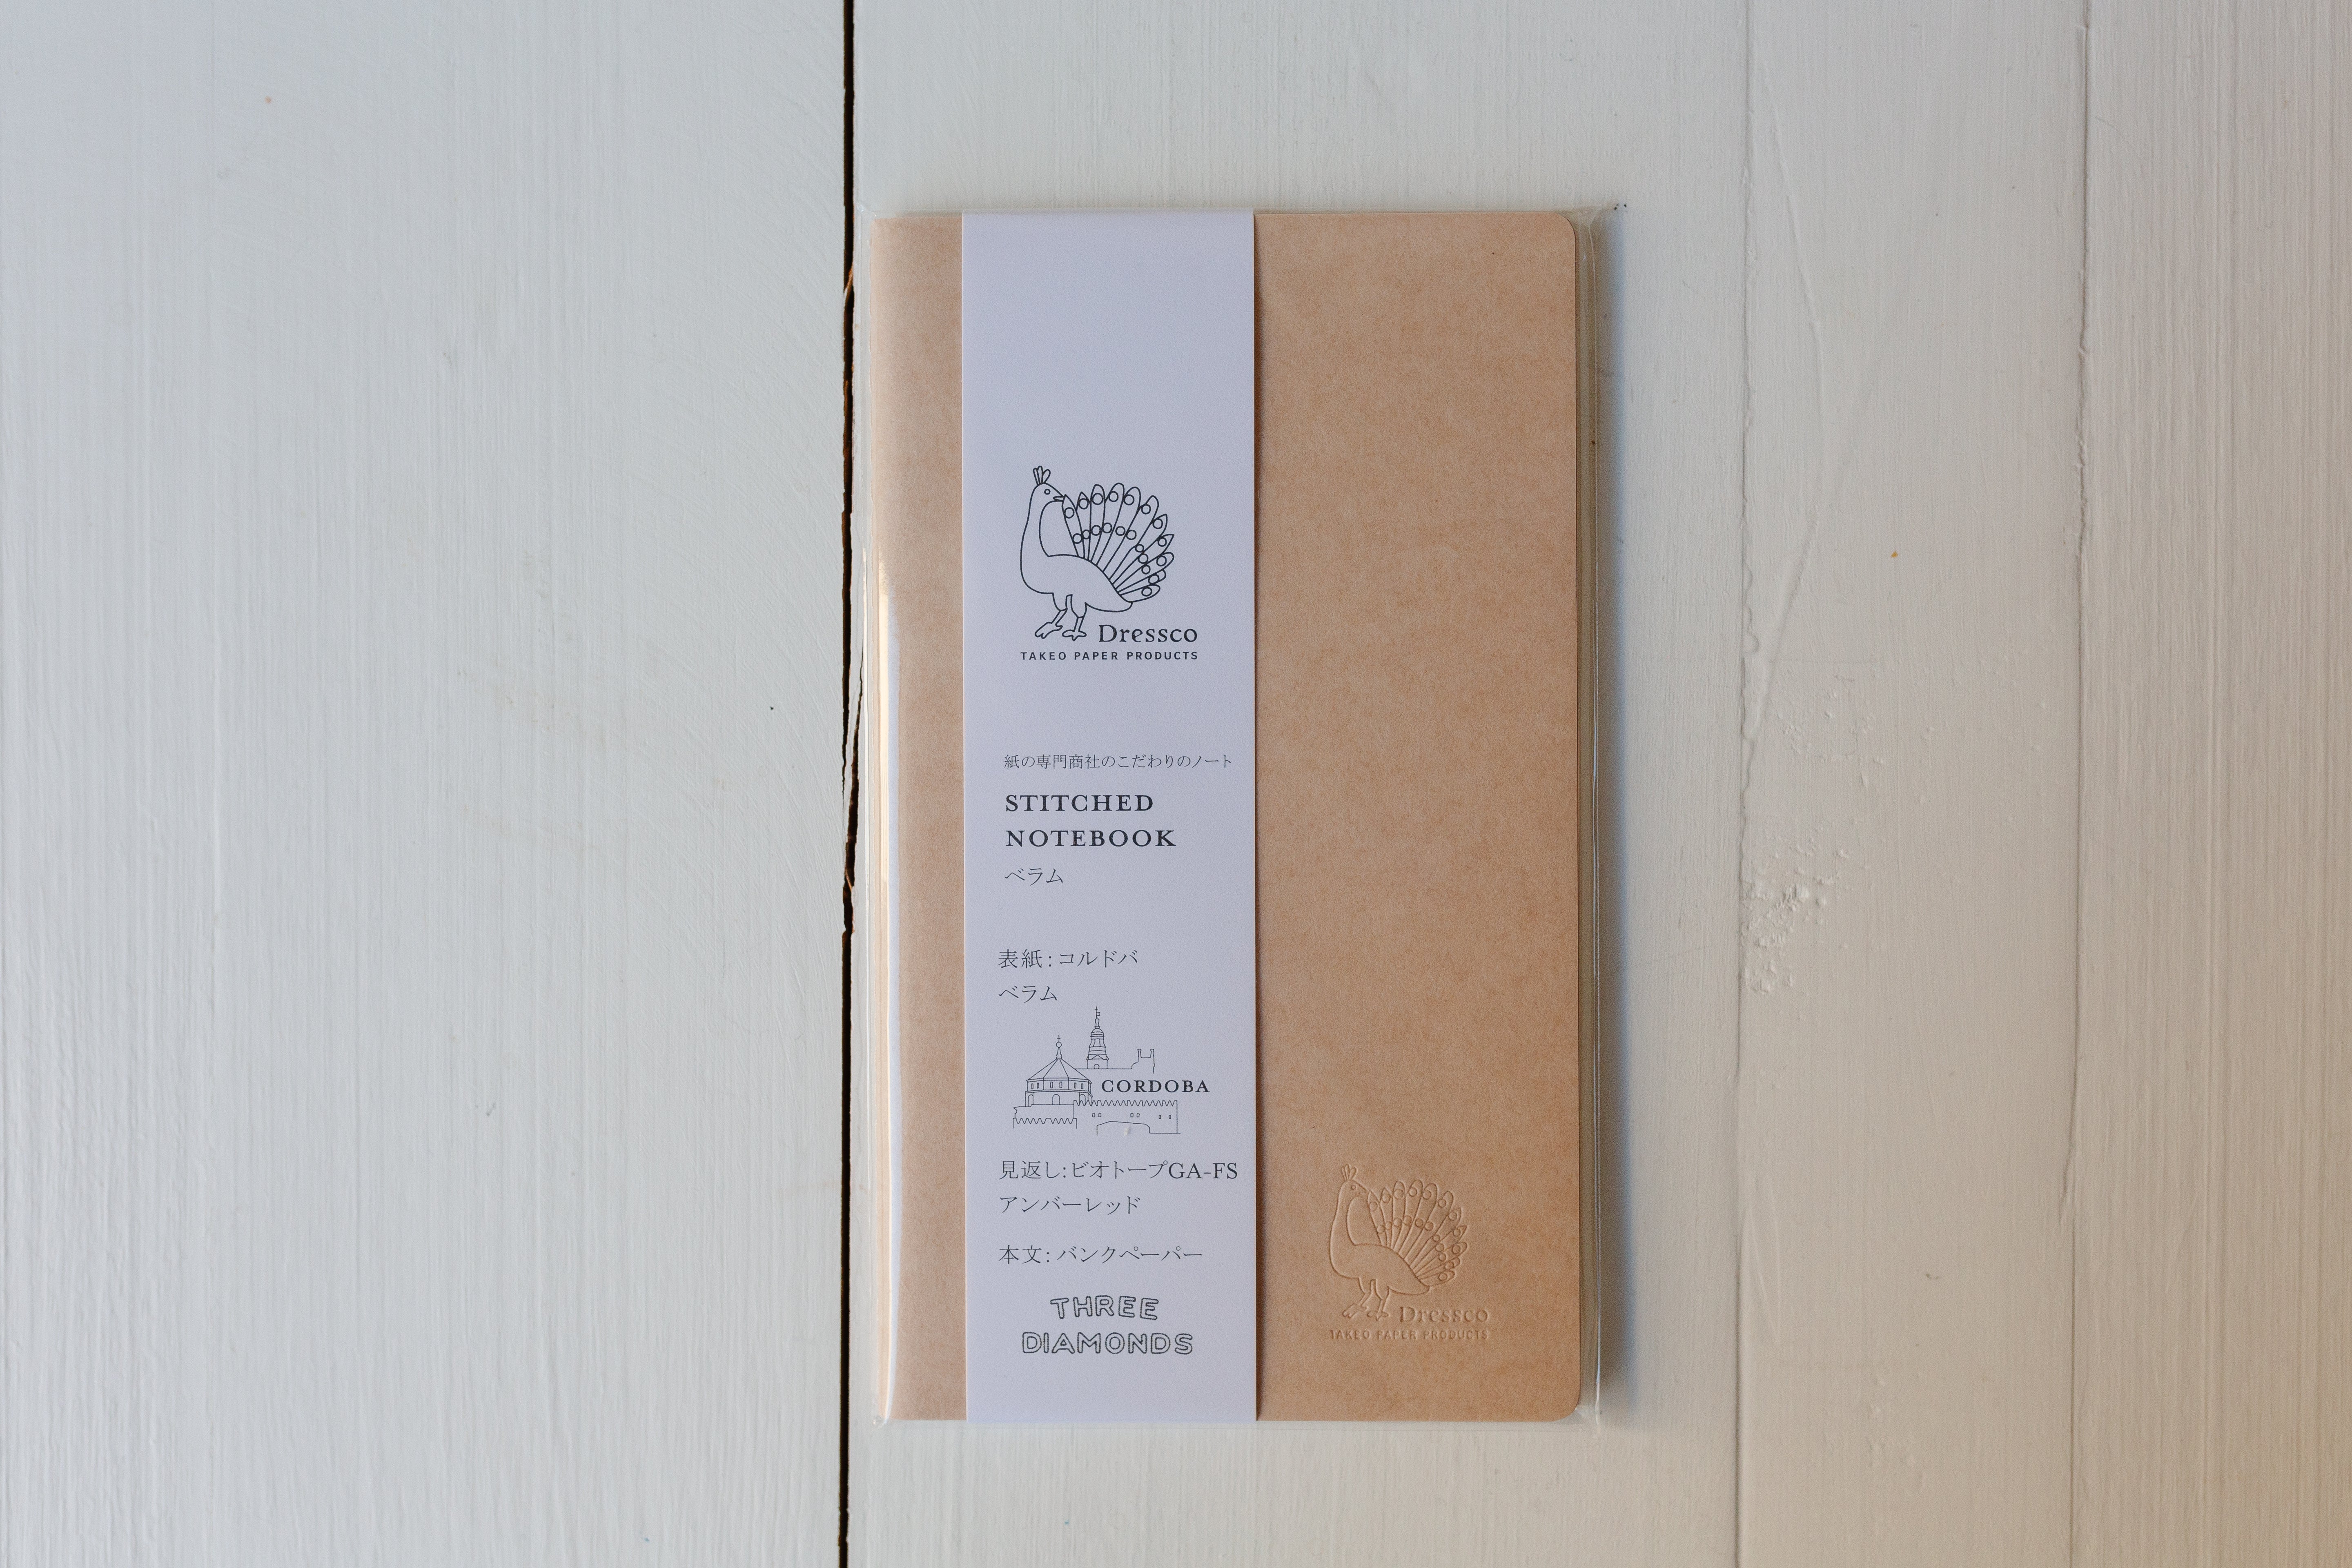 Dressco
TAKEO PAPER PRODUCTS
紙の専門商社のこだわりのノート
STITCHED
NOTEBOOK
ベラム
表紙：コルドバ
ベラム
CORDOBA
見返し：ビオトープGA-FS
アンバーレッド
本文：バンクペーパー
THREE
DIAMONDS
Dressco
TAKEO PAPER PRODUCTS